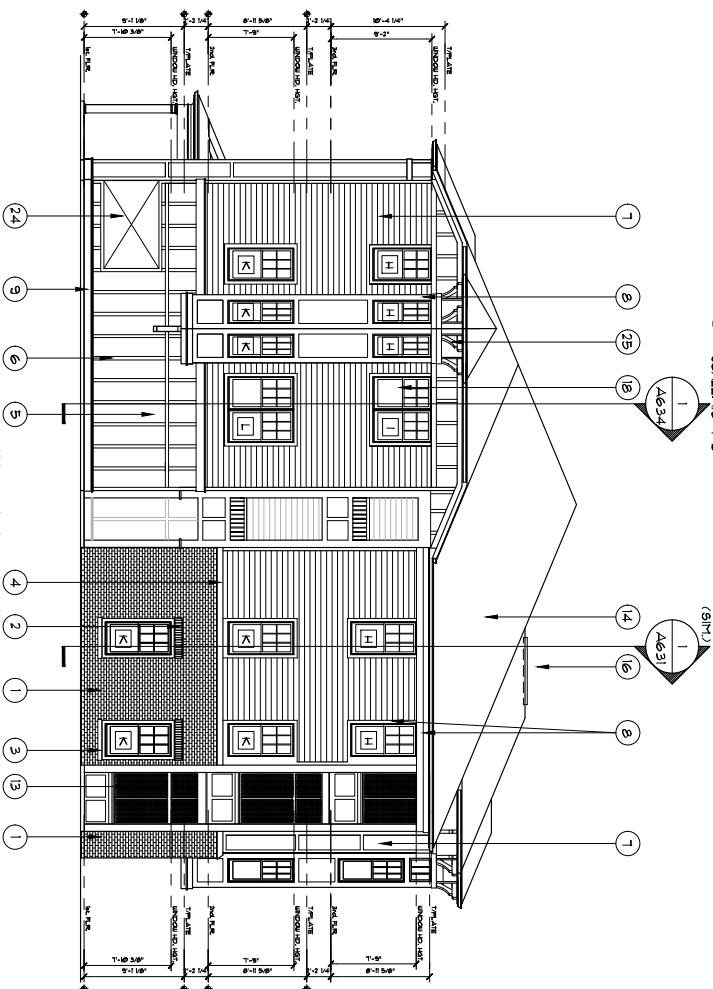 9'-1 1/8"
1'-2 1/4"
8'-11 5/8"
1'-2 1/4"
10'-4 1/4"
7'-10 3/8"
7'-9"
9'-2"
1st. FLR.
WINDOW HD. HGT.
T/PLATE
2nd. FLR.
WINDOW HD. HGT.
T/PLATE
3rd. FLR.
WINDOW HD. HGT.
T/PLATE
7
8
25
18
1
A634
14
(SIM.)
1
A631
16
8
7
H
H
H
I
H
H
K
K
K
L
K
K
K
K
24
9
6
5
4
2
1
3
13
1
1st. FLR.
WINDOW HD. HGT.
T/PLATE
2nd. FLR.
WINDOW HD. HGT.
T/PLATE
3rd. FLR.
WINDOW HD. HGT.
T/PLATE
7'-10 3/8"
7'-9"
7'-9"
9'-1 1/8"
1'-2 1/4"
8'-11 5/8"
1'-2 1/4"
8'-11 5/8"